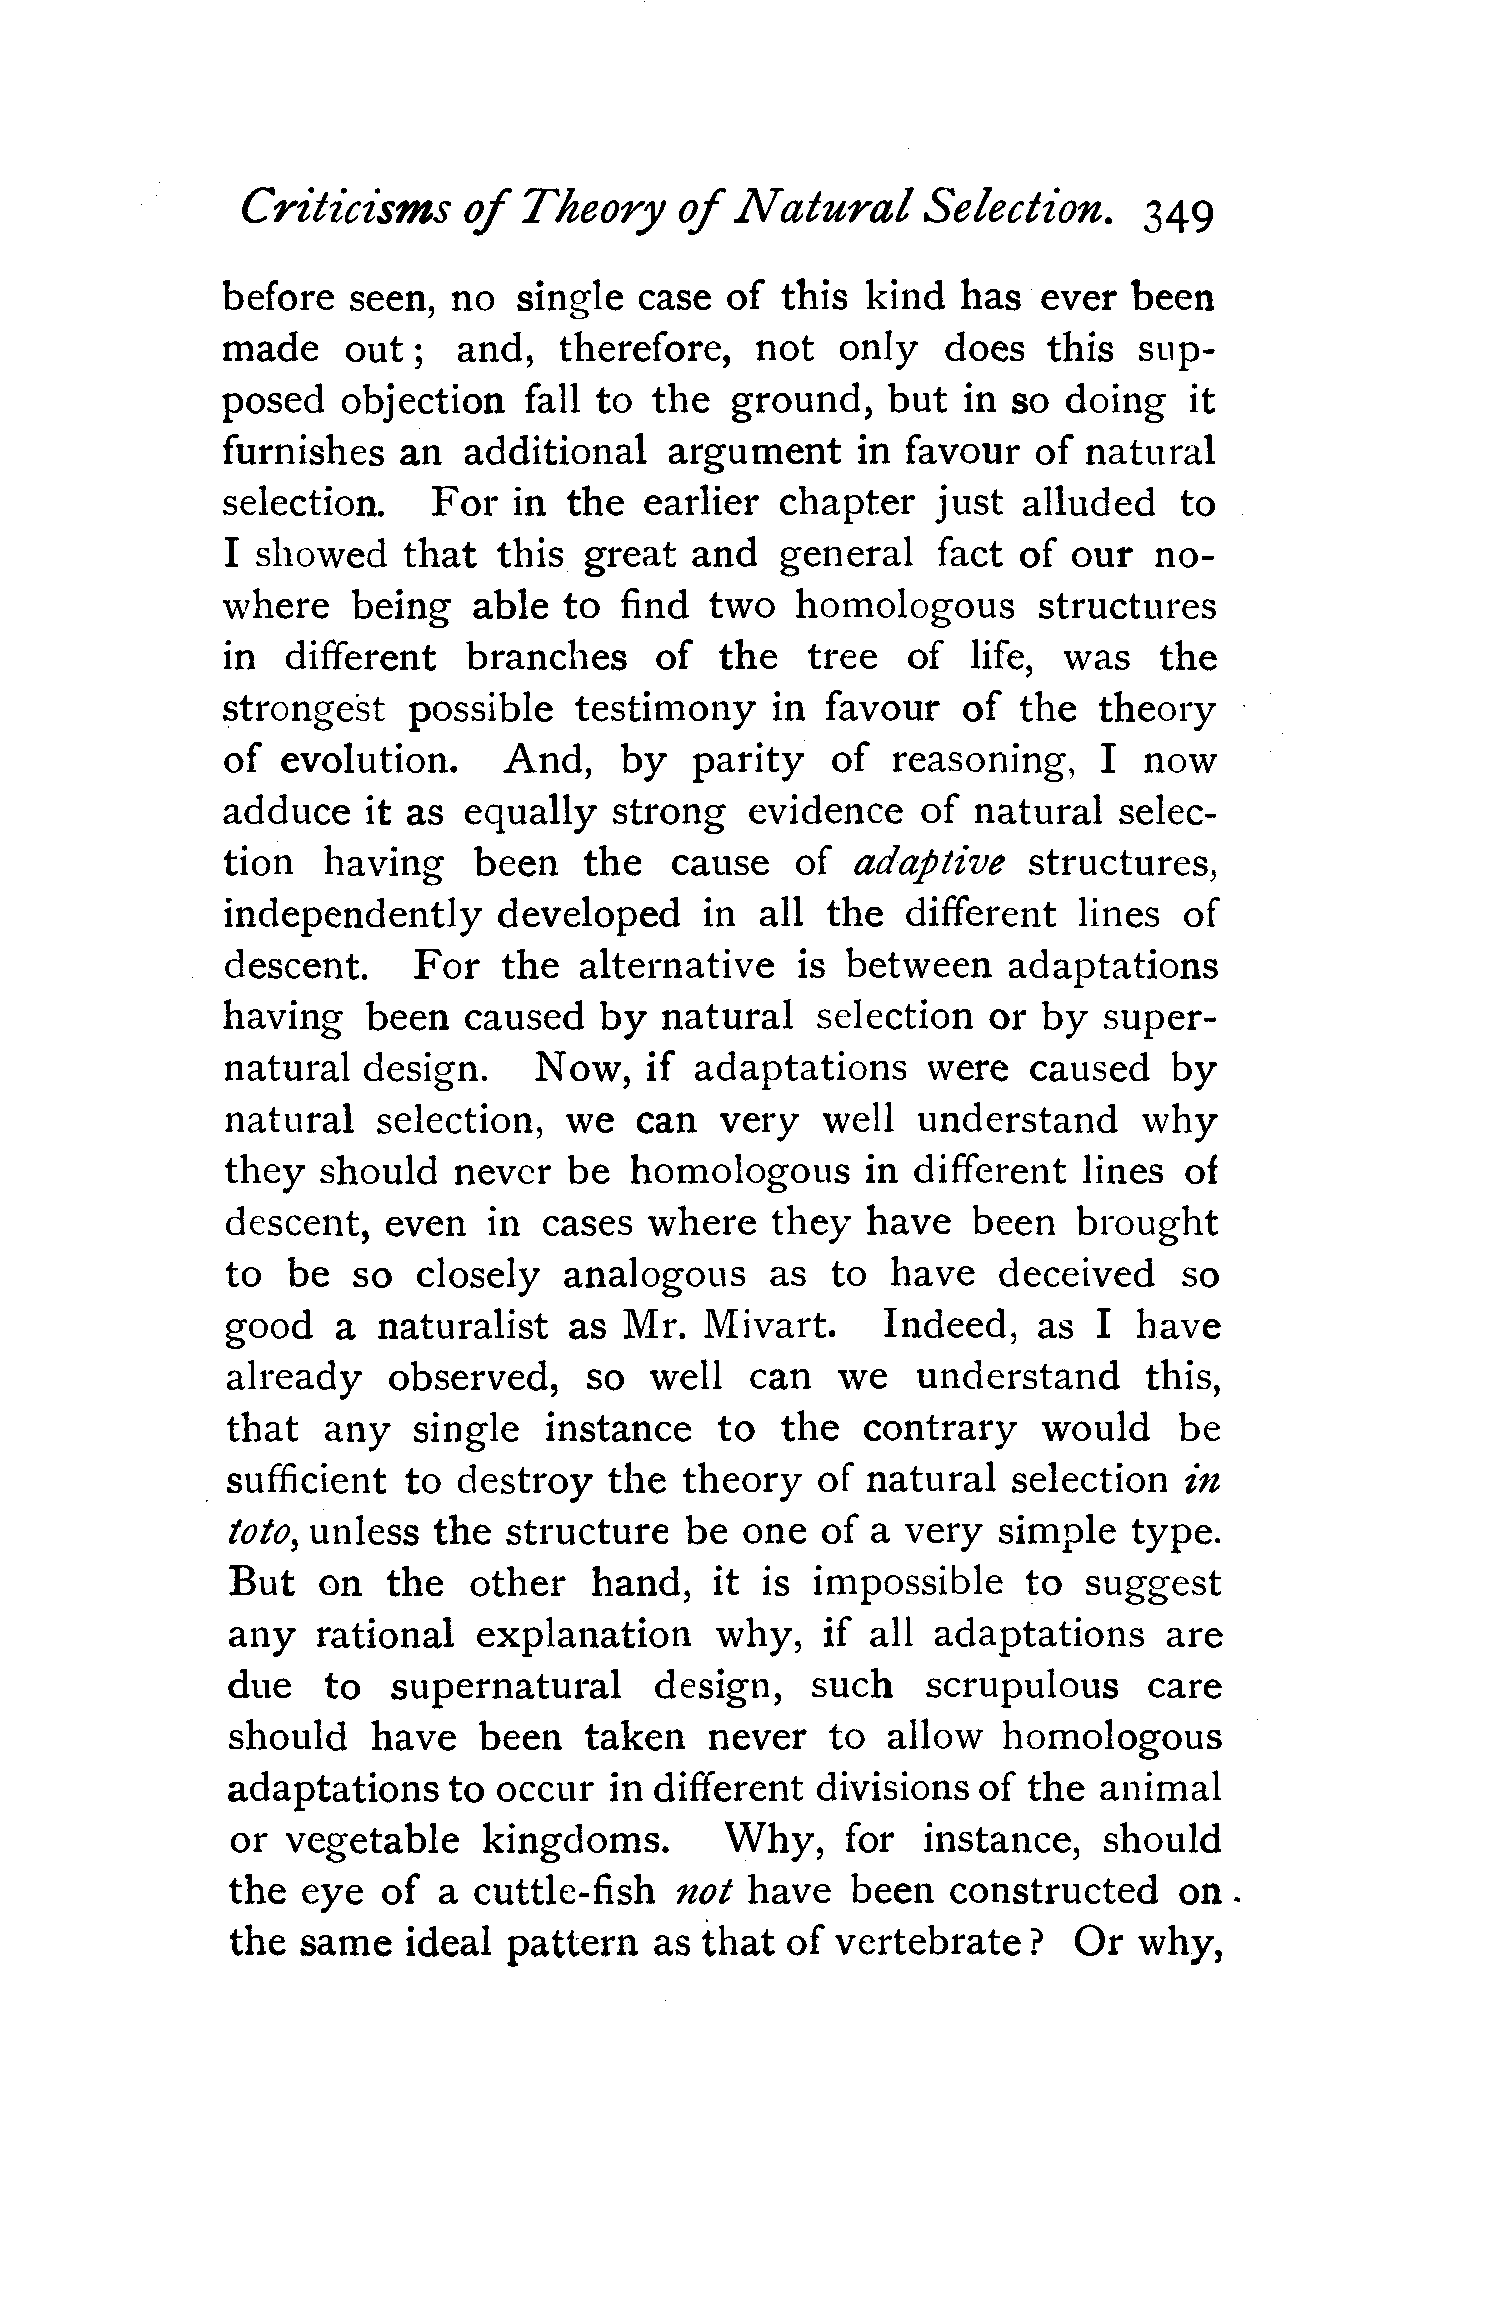 Criticisms of Theory of Natural Selection. 349
before seen, no single case of this kind has ever been
made out; and, therefore, not only does this sup-
posed objection fall to the ground, but in so doing it
furnishes an additional argument in favour of natural
selection. For in the earlier chapter just alluded to
I showed that this great and general fact of our no-
where being able to find two homologous structures
in different branches of the tree of life, was the
strongest possible testimony in favour of the theory
of evolution. And, by parity of reasoning, I now
adduce it as equally strong evidence of natural selec-
tion having been the cause of adaptive structures,
independently developed in all the different lines of
descent. For the alternative is between adaptations
having been caused by natural selection or by super-
natural design. Now, if adaptations were caused by
natural selection, we can very well understand why
they should never be homologous in different lines of
descent, even in cases where they have been brought
to be so closely analogous as to have deceived so
good a naturalist as Mr. Mivart. Indeed, as I have
already observed, so well can we understand this,
that any single instance to the contrary would be
sufficient to destroy the theory of natural selection in
toto, unless the structure be one of a very simple type.
But on the other hand, it is impossible to suggest
any rational explanation why, if all adaptations are
due to supernatural design, such scrupulous care
should have been taken never to allow homologous
adaptations to occur in different divisions of the animal
or vegetable kingdoms. Why, for instance, should
the eye of a cuttle-fish not have been constructed on
the same ideal pattern as that of vertebrate? Or why,